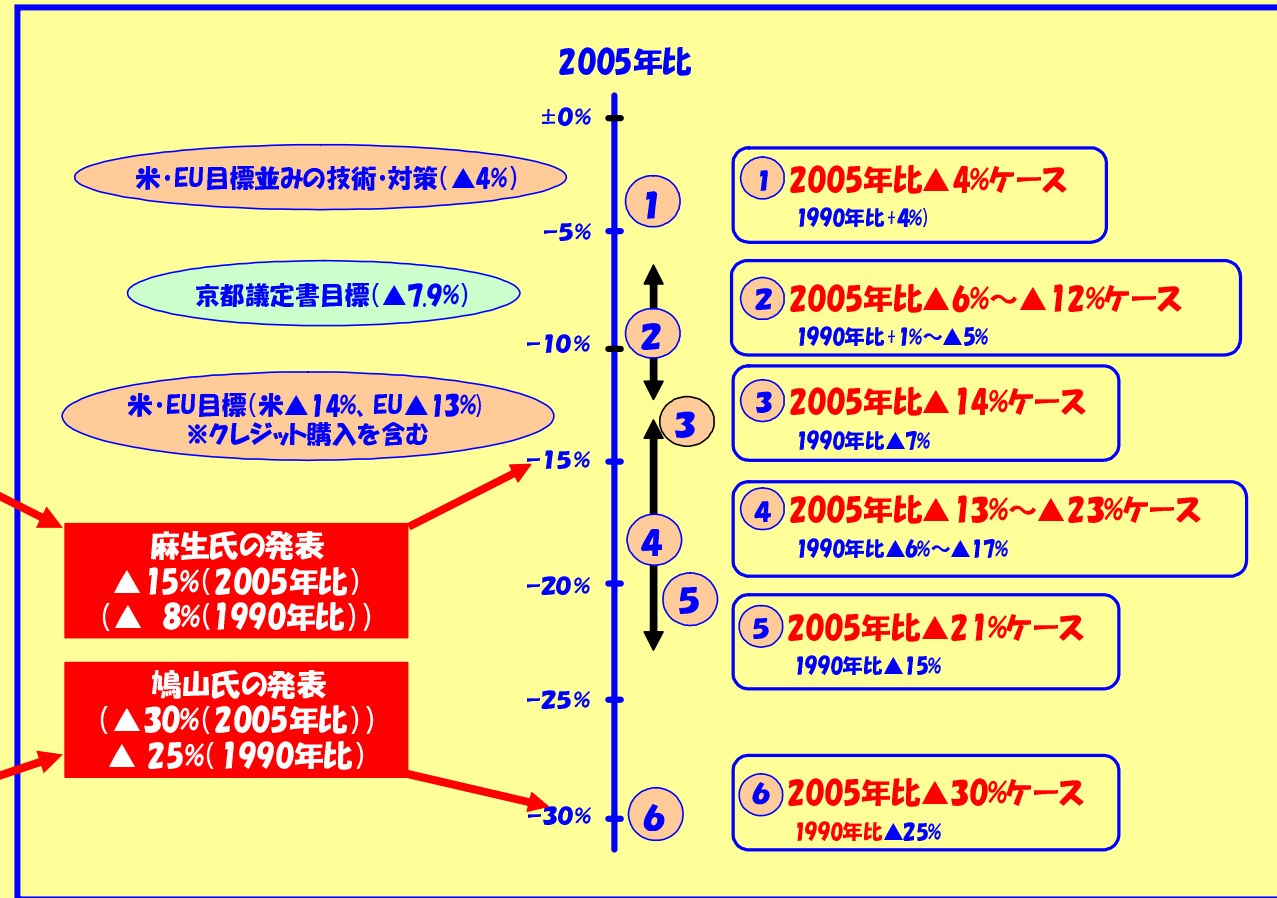 2005年比
±0%
-5%
-10%
-15%
-20%
-25%
-30%
米・EU目標並みの技術・対策(▲4%)
京都議定書目標(▲7.9%)
米・EU目標(米▲14%、EU▲13%)
※クレジット購入を含む
麻生氏の発表
▲15%(2005年比)
(▲ 8%(1990年比))
鳩山氏の発表
(▲30%(2005年比))
▲ 25%(1990年比)
1
2
3
4
5
6
1 2005年比▲4%ケース
1990年比+4%)
2 2005年比▲6%～▲12%ケース
1990年比+1%～▲5%
3 2005年比▲14%ケース
1990年比▲7%
4 2005年比▲13%～▲23%ケース
1990年比▲6%～▲17%
5 2005年比▲21%ケース
1990年比▲15%
6 2005年比▲30%ケース
1990年比▲25%